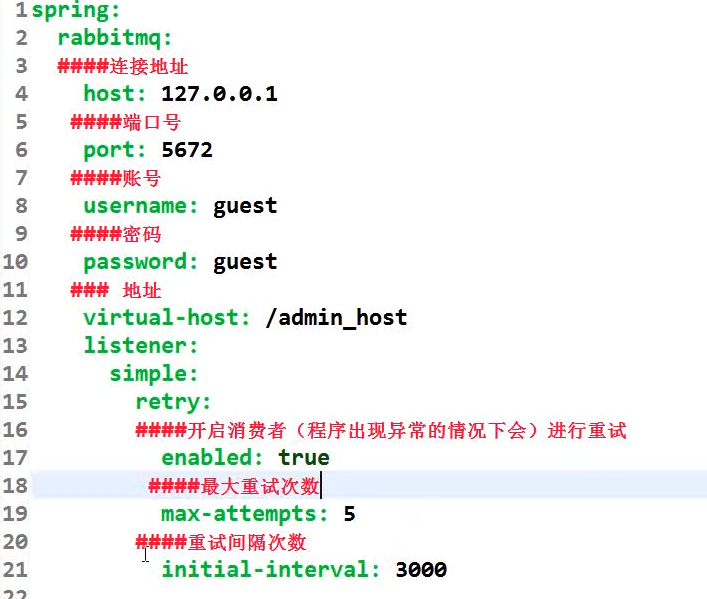 1 spring:
2 rabbitmq:
3 ####连接地址
4 host: 127.0.0.1
5 ####端口号
6 port: 5672
7 ####账号
8 username: guest
9 ####密码
10 password: guest
11 ### 地址
12 virtual-host: /admin_host
13 listener:
14 simple:
15 retry:
16 ####开启消费者（程序出现异常的情况下会）进行重试
17 enabled: true
18 ####最大重试次数
19 max-attempts: 5
20 ####重试间隔次数
21 initial-interval: 3000
22